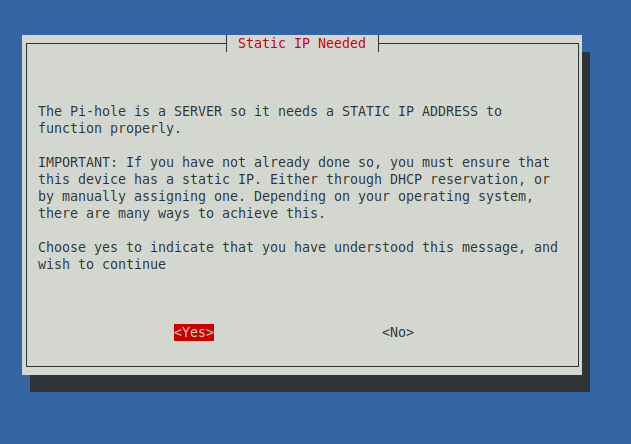 Static IP Needed
The Pi-hole is a SERVER so it needs a STATIC IP ADDRESS to
function properly.
IMPORTANT: If you have not already done so, you must ensure that
this device has a static IP. Either through DHCP reservation, or
by manually assigning one. Depending on your operating system,
there are many ways to achieve this.
Choose yes to indicate that you have understood this message, and
wish to continue
<Yes> <No>